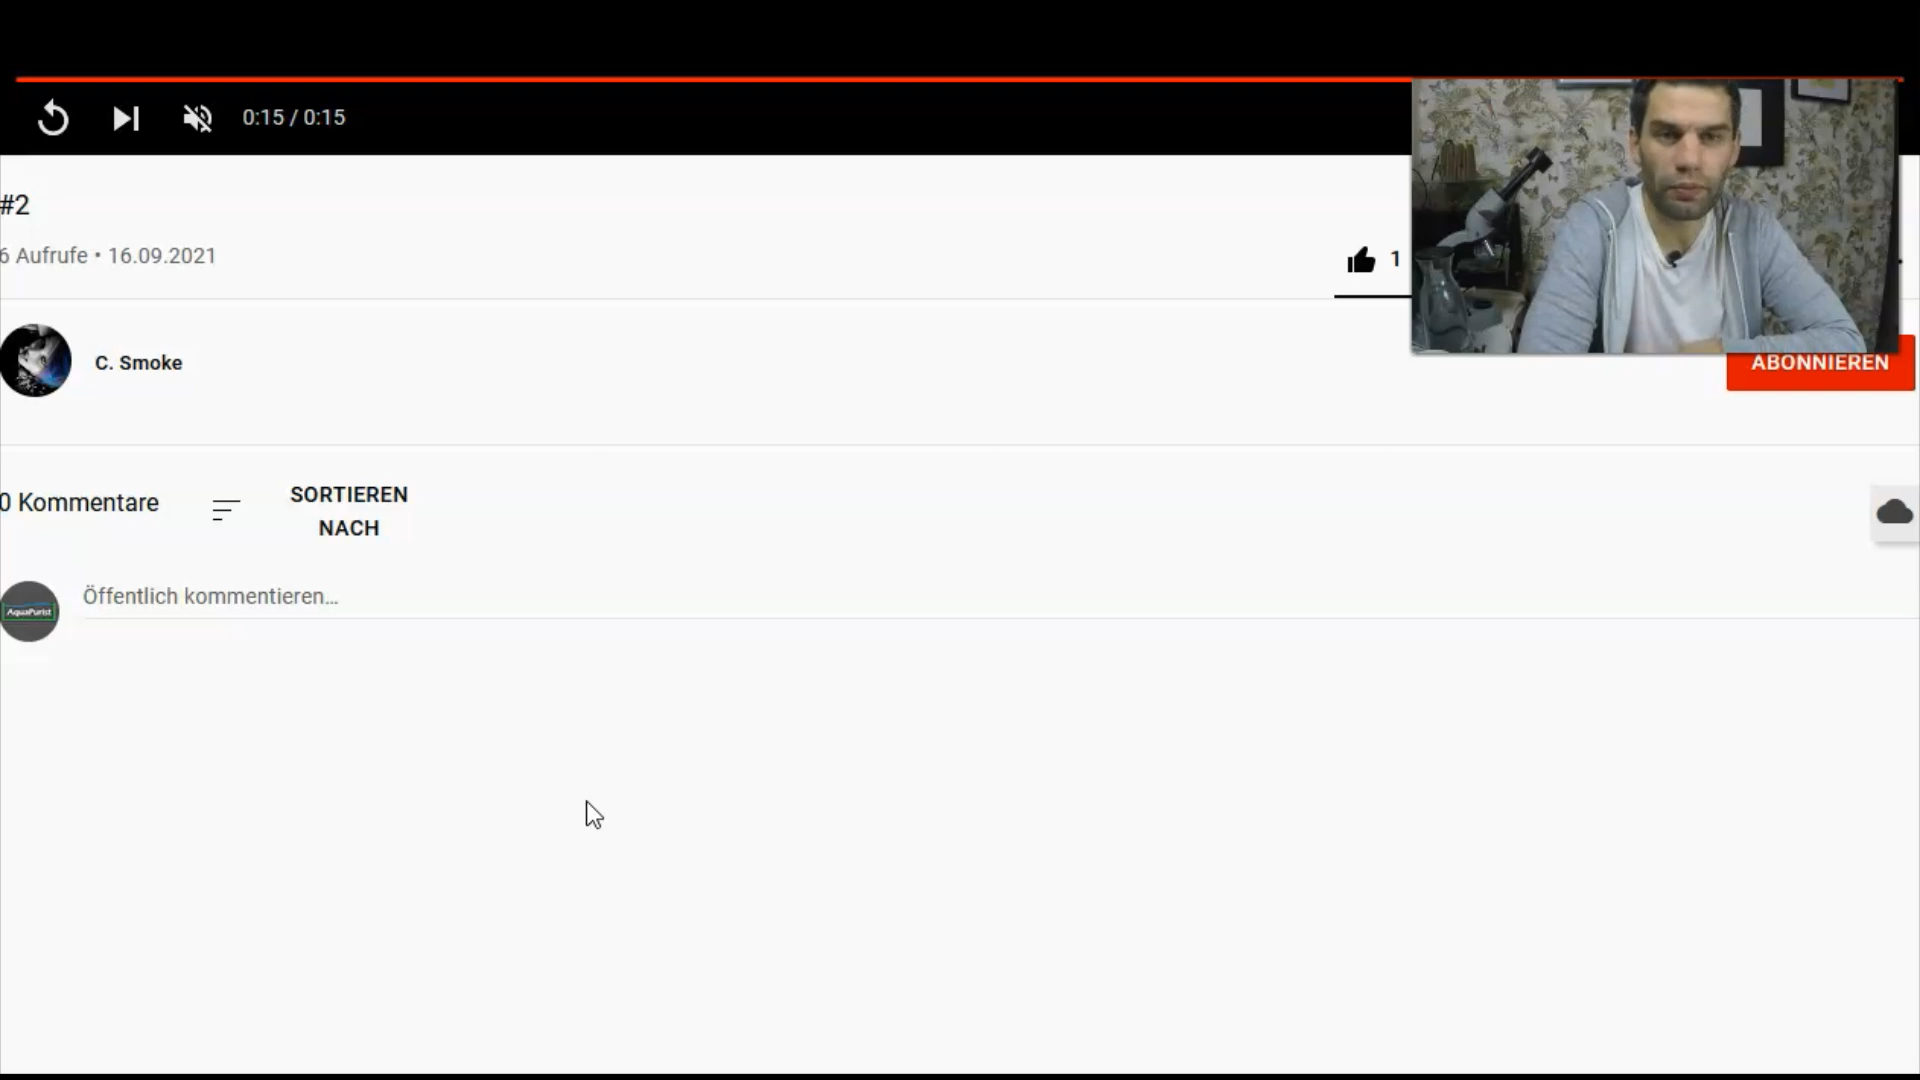 0:15 / 0:15
#2
6 Aufrufe • 16.09.2021
1
C. Smoke
ABONNIEREN
0 Kommentare
SORTIEREN
NACH
AquaPurist
Öffentlich kommentieren...